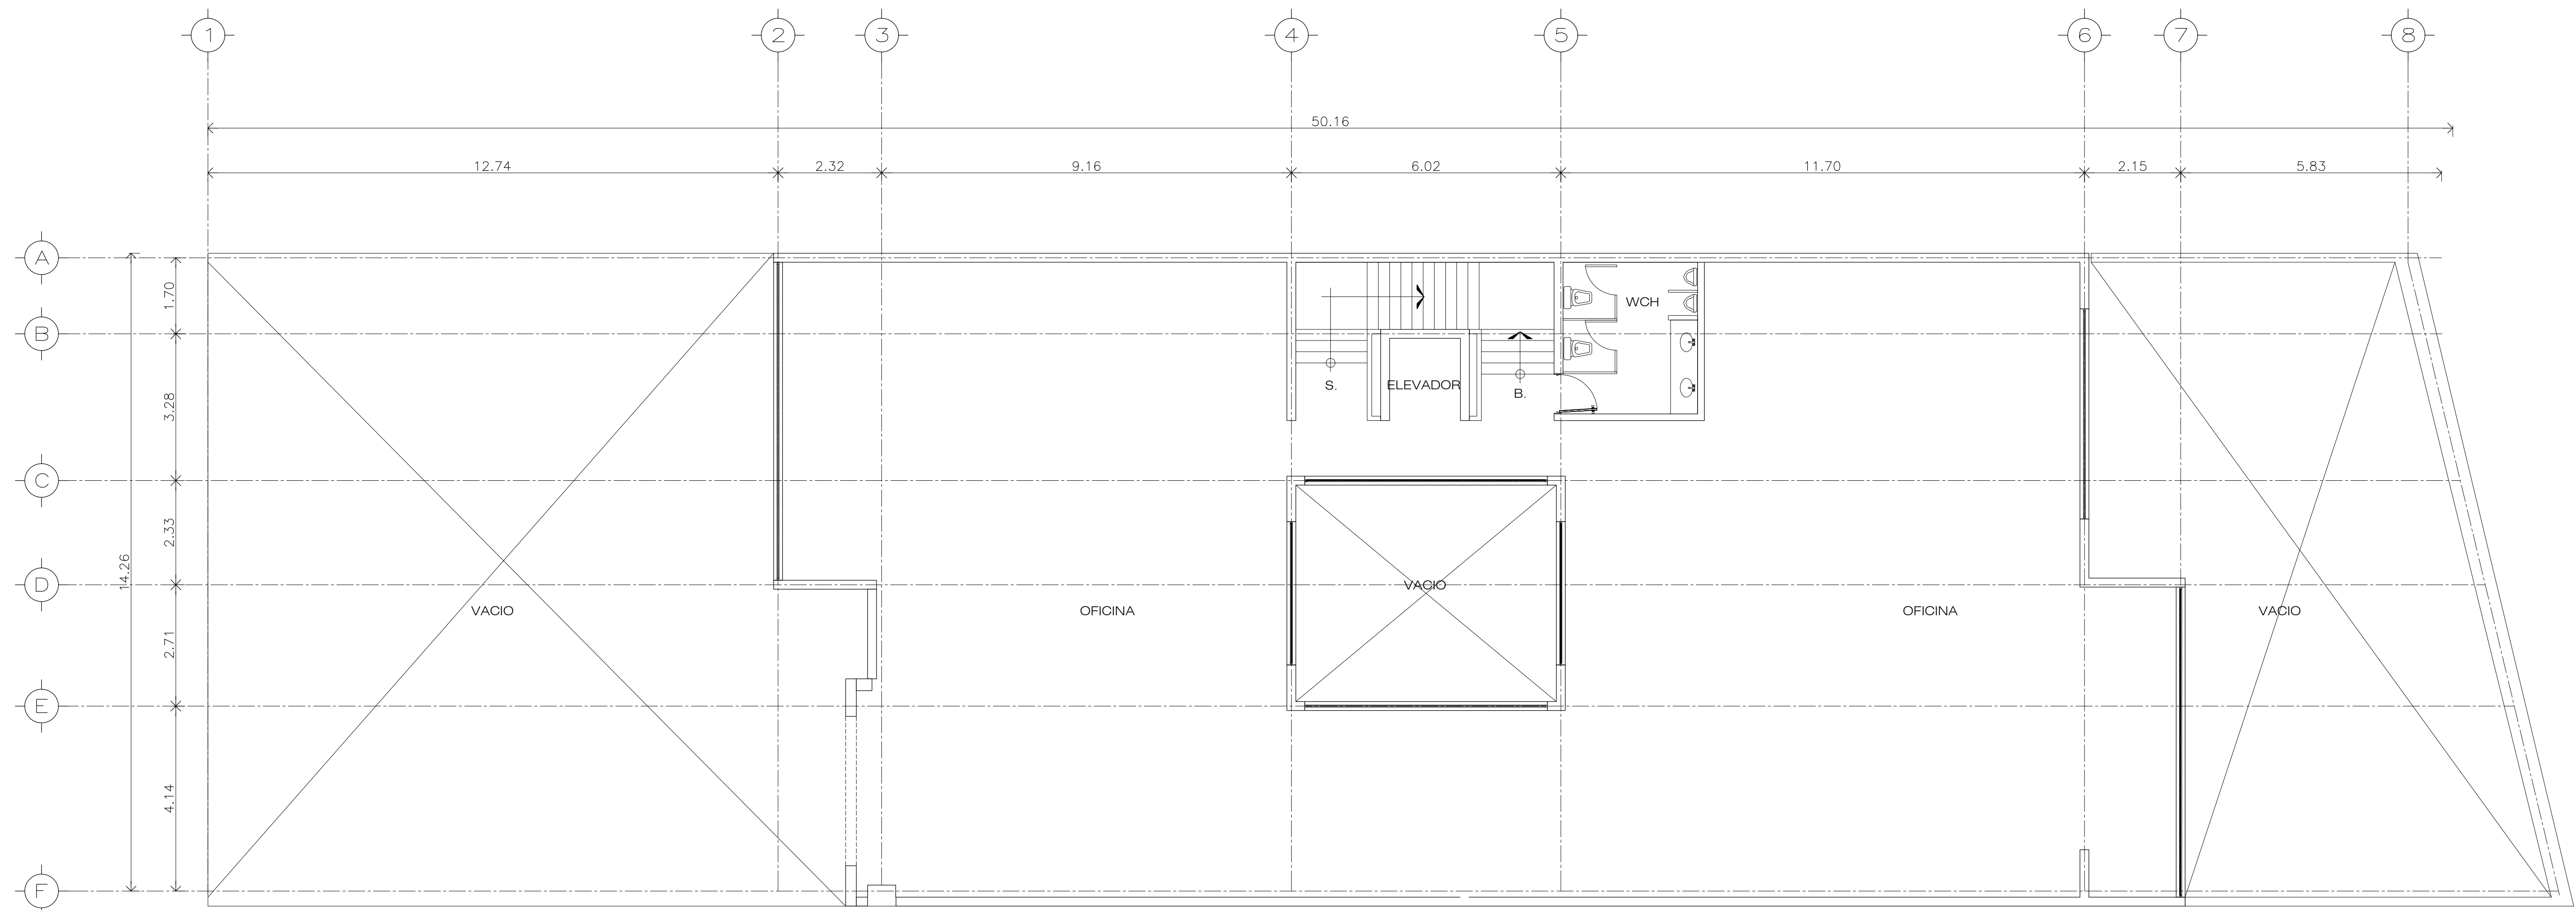 1 2 3 4 5 6 7 8
50.16
12.74 2.32 9.16 6.02 11.70 2.15 5.83
A
1.70
WCH
B
S.
ELEVADOR
B.
3.28
C
2.33
14.26
D
VACIO
VACIO
OFICINA
OFICINA
VACIO
2.71
E
4.14
F